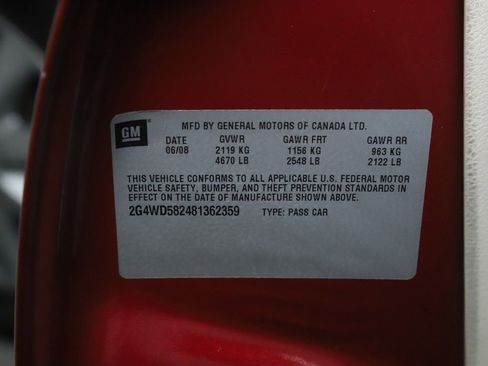 GM
MFD BY GENERAL MOTORS OF CANADA LTD.
DATE GVWR GAWR FRT GAWR RR
06/08 2119 KG 1156 KG 963 KG
4670 LB 2548 LB 2122 LB
THIS VEHICLE CONFORMS TO ALL APPLICABLE U.S. FEDERAL MOTOR
VEHICLE SAFETY, BUMPER, AND THEFT PREVENTION STANDARDS IN
EFFECT ON THE DATE OF MANUFACTURE SHOWN ABOVE.
2G4WD582481362359 TYPE: PASS CAR